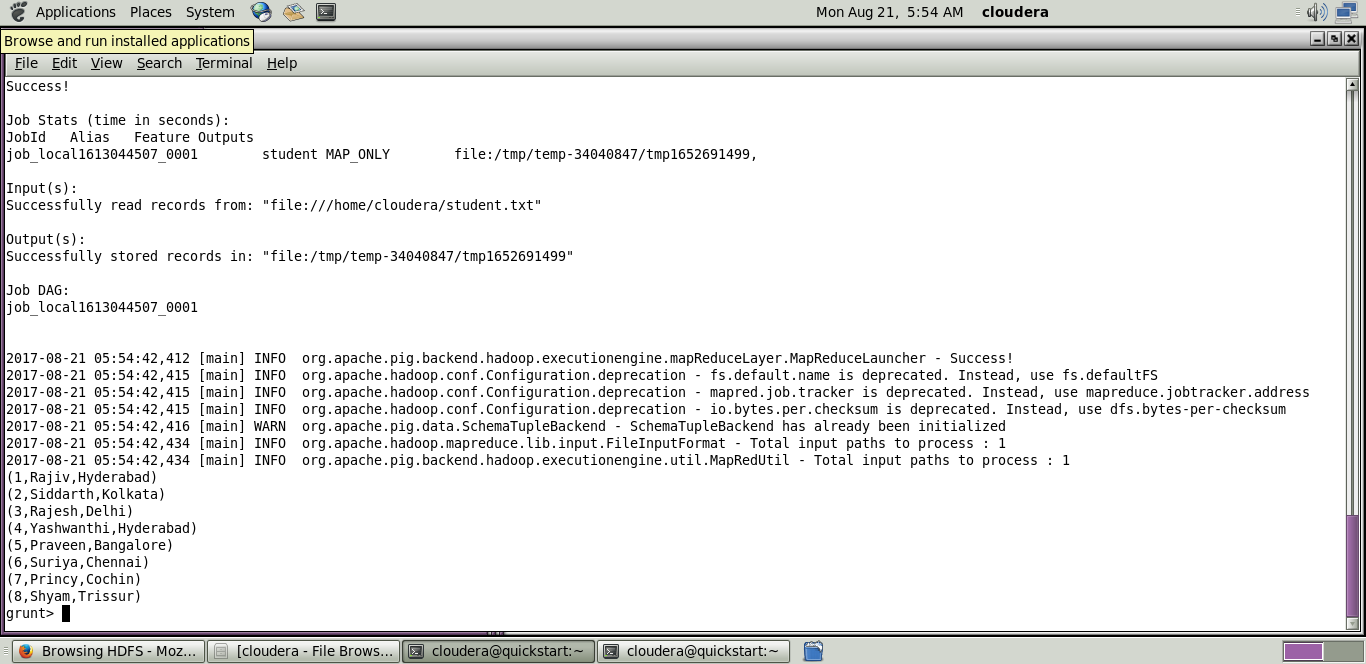 Applications Places System Mon Aug 21, 5:54 AM cloudera
Browse and run installed applications
File Edit View Search Terminal Help
Success!
Job Stats (time in seconds):
JobId Alias Feature Outputs
job_local1613044507_0001 student MAP_ONLY file:/tmp/temp-34040847/tmp1652691499,
Input(s):
Successfully read records from: "file:///home/cloudera/student.txt"
Output(s):
Successfully stored records in: "file:/tmp/temp-34040847/tmp1652691499"
Job DAG:
job_local1613044507_0001
2017-08-21 05:54:42,412 [main] INFO org.apache.pig.backend.hadoop.executionengine.mapReduceLayer.MapReduceLauncher - Success!
2017-08-21 05:54:42,415 [main] INFO org.apache.hadoop.conf.Configuration.deprecation - fs.default.name is deprecated. Instead, use fs.defaultFS
2017-08-21 05:54:42,415 [main] INFO org.apache.hadoop.conf.Configuration.deprecation - mapred.job.tracker is deprecated. Instead, use mapreduce.jobtracker.address
2017-08-21 05:54:42,415 [main] INFO org.apache.hadoop.conf.Configuration.deprecation - io.bytes.per.checksum is deprecated. Instead, use dfs.bytes-per-checksum
2017-08-21 05:54:42,416 [main] WARN org.apache.pig.data.SchemaTupleBackend - SchemaTupleBackend has already been initialized
2017-08-21 05:54:42,434 [main] INFO org.apache.hadoop.mapreduce.lib.input.FileInputFormat - Total input paths to process : 1
2017-08-21 05:54:42,434 [main] INFO org.apache.pig.backend.hadoop.executionengine.util.MapRedUtil - Total input paths to process : 1
(1,Rajiv,Hyderabad)
(2,Siddarth,Kolkata)
(3,Rajesh,Delhi)
(4,Yashwanthi,Hyderabad)
(5,Praveen,Bangalore)
(6,Suriya,Chennai)
(7,Princy,Cochin)
(8,Shyam,Trissur)
grunt>
Browsing HDFS - Moz... [cloudera - File Brows... cloudera@quickstart:~ cloudera@quickstart:~